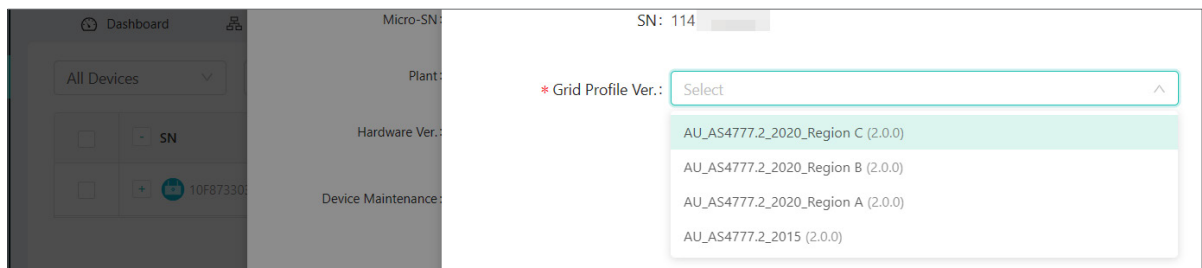 Dashboard
All Devices
SN
10F87330
Micro-SN:
Plant:
Hardware Ver.:
Device Maintenance:
SN: 114
* Grid Profile Ver.: Select
AU_AS4777.2_2020_Region C (2.0.0)
AU_AS4777.2_2020_Region B (2.0.0)
AU_AS4777.2_2020_Region A (2.0.0)
AU_AS4777.2_2015 (2.0.0)